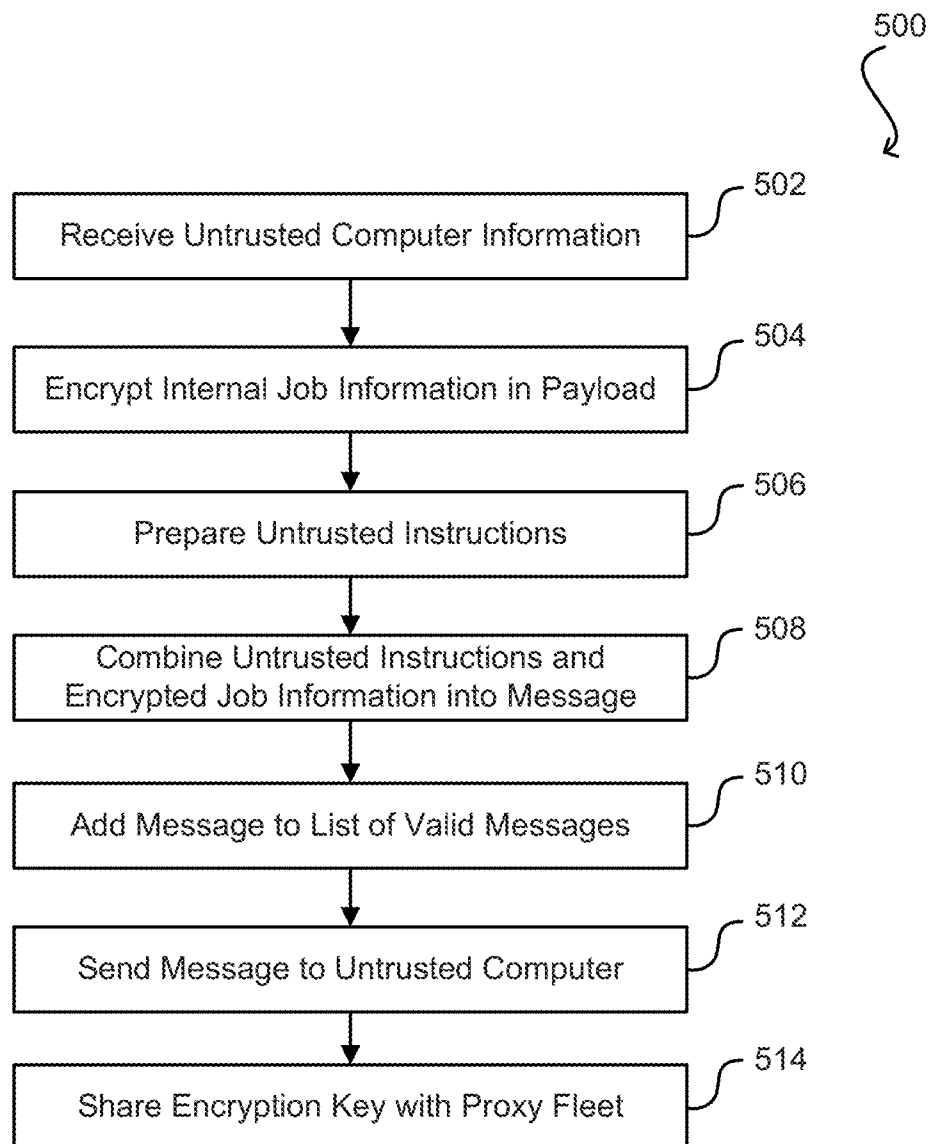 500
502
Receive Untrusted Computer Information
504
Encrypt Internal Job Information in Payload
506
Prepare Untrusted Instructions
508
Combine Untrusted Instructions and
Encrypted Job Information into Message
510
Add Message to List of Valid Messages
512
Send Message to Untrusted Computer
514
Share Encryption Key with Proxy Fleet